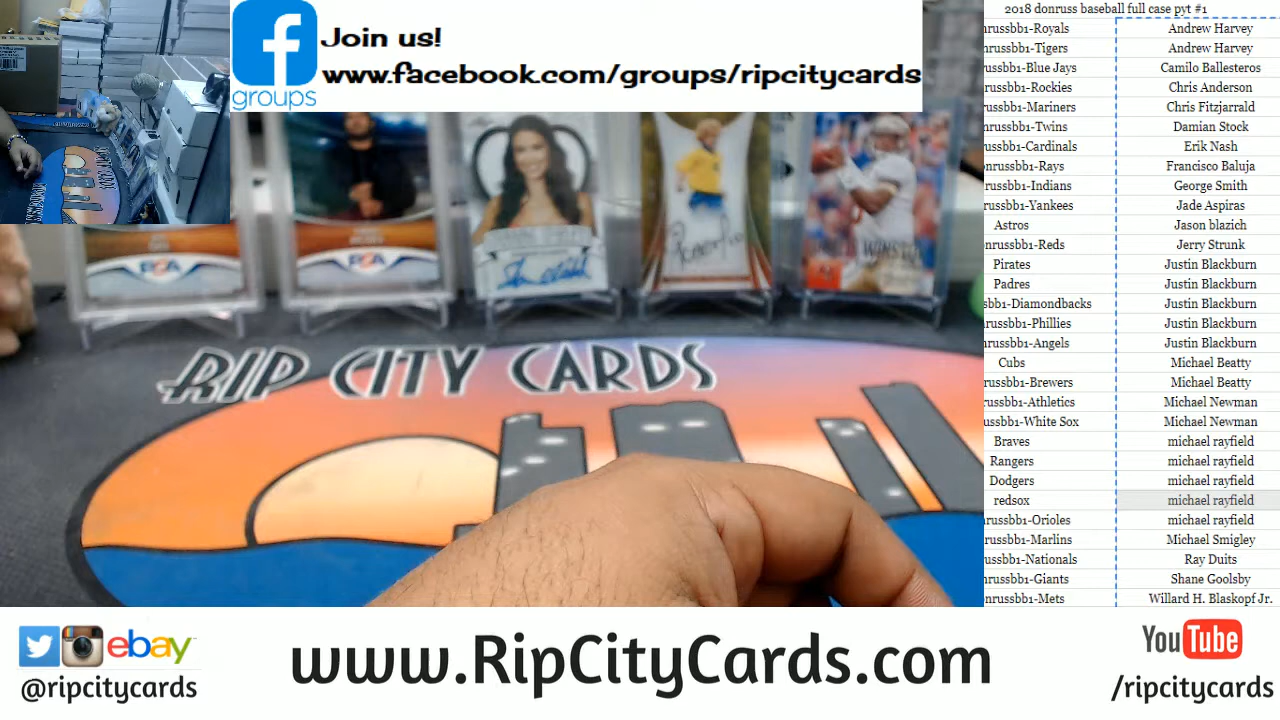 Join us!
www.facebook.com/groups/ripcitycards
groups
2018 donruss baseball full case pyt #1
nrussbb1-Royals Andrew Harvey
nrussbb1-Tigers Andrew Harvey
russbb1-Blue Jays Camilo Ballesteros
nrussbb1-Rockies Chris Anderson
russbb1-Mariners Chris Fitzjarrald
nrussbb1-Twins Damian Stock
russbb1-Cardinals Erik Nash
onrussbb1-Rays Francisco Baluja
nrussbb1-Indians George Smith
nrussbb1-Yankees Jade Aspiras
Astros Jason blazich
onrussbb1-Reds Jerry Strunk
Pirates Justin Blackburn
Padres Justin Blackburn
sbb1-Diamondbacks Justin Blackburn
nrussbb1-Phillies Justin Blackburn
nrussbb1-Angels Justin Blackburn
Cubs Michael Beatty
russbb1-Brewers Michael Beatty
russbb1-Athletics Michael Newman
ussbb1-White Sox Michael Newman
Braves michael rayfield
Rangers michael rayfield
Dodgers michael rayfield
redsox michael rayfield
russbb1-Orioles michael rayfield
russbb1-Marlins Michael Smigley
ussbb1-Nationals Ray Duits
nrussbb1-Giants Shane Goolsby
onrussbb1-Mets Willard H. Blaskopf Jr.
WINSTON
RIP CITY CARDS
ebay
@ripcitycards
www.RipCityCards.com
YouTube
/ripcitycards